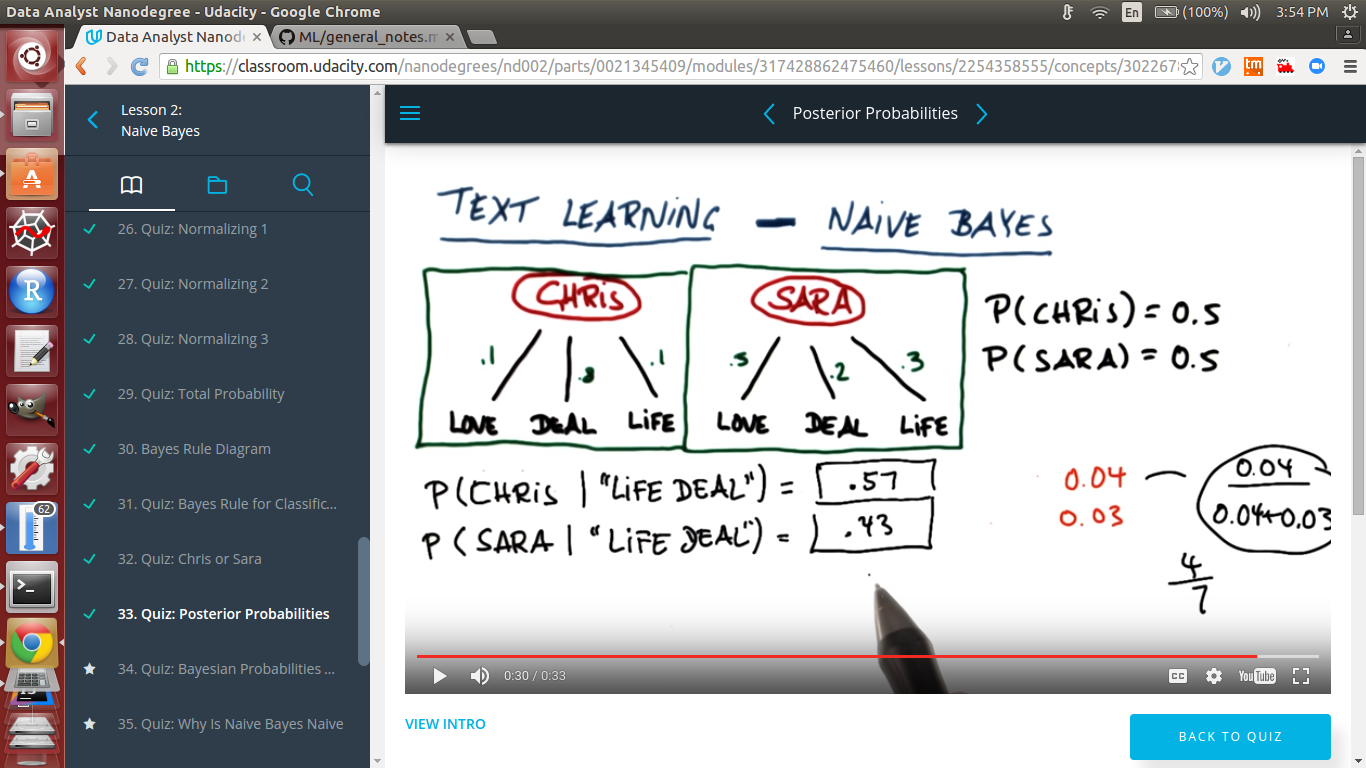 Data Analyst Nanodegree - Udacity - Google Chrome
En
(100%)
3:54 PM
Data Analyst Nanod
ML/general_notes.m
https://classroom.udacity.com/nanodegrees/nd002/parts/0021345409/modules/317428862475460/lessons/2254358555/concepts/302267
tm
Lesson 2:
Naive Bayes
Posterior Probabilities
26. Quiz: Normalizing 1
27. Quiz: Normalizing 2
28. Quiz: Normalizing 3
29. Quiz: Total Probability
30. Bayes Rule Diagram
31. Quiz: Bayes Rule for Classific...
32. Quiz: Chris or Sara
33. Quiz: Posterior Probabilities
34. Quiz: Bayesian Probabilities ...
35. Quiz: Why Is Naive Bayes Naive
R
62
TEXT LEARNING - NAIVE BAYES
CHRIS
SARA
P(CHRIS) = 0.5
P(SARA) = 0.5
.1 .8 .1
.5 .2 .3
LOVE DEAL LIFE
LOVE DEAL LIFE
P(CHRIS | "LIFE DEAL") = .57
P(SARA | "LIFE DEAL") = .43
0.04
0.03
0.04
0.04+0.03
4
7
0:30 / 0:33
CC
YouTube
VIEW INTRO
BACK TO QUIZ